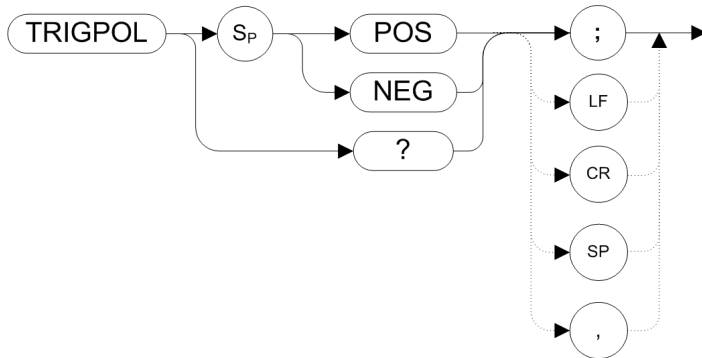 TRIGPOL SP POS ;
NEG LF
?
CR
SP
,